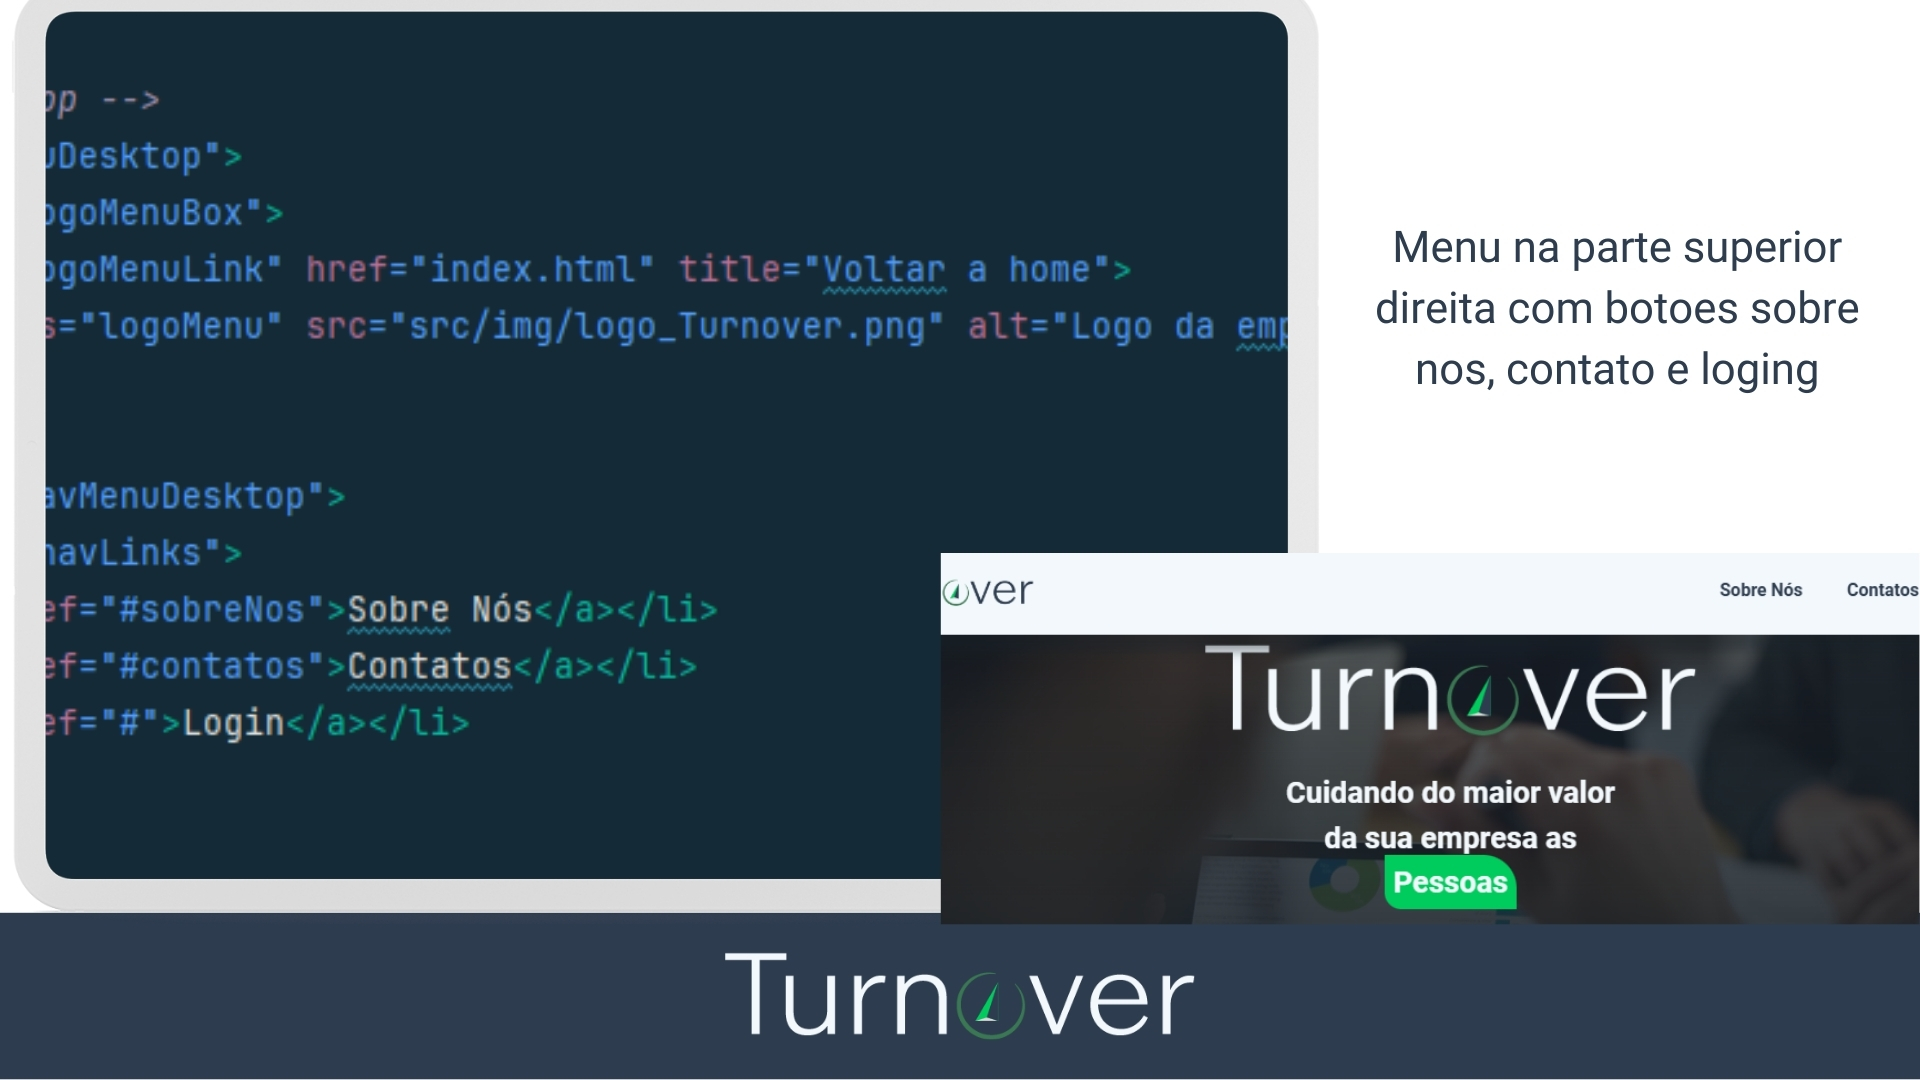 op -->
uDesktop">
ogoMenuBox">
ogoMenuLink" href="index.html" title="Voltar a home">
s="logoMenu" src="src/img/logo_Turnover.png" alt="Logo da emp
avMenuDesktop">
navLinks">
ef="#sobreNos">Sobre Nós</a></li>
ef="#contatos">Contatos</a></li>
ef="#">Login</a></li>
Menu na parte superior
direita com botoes sobre
nos, contato e loging
over
Sobre Nós Contatos
Turnover
Cuidando do maior valor
da sua empresa as
Pessoas
Turnover